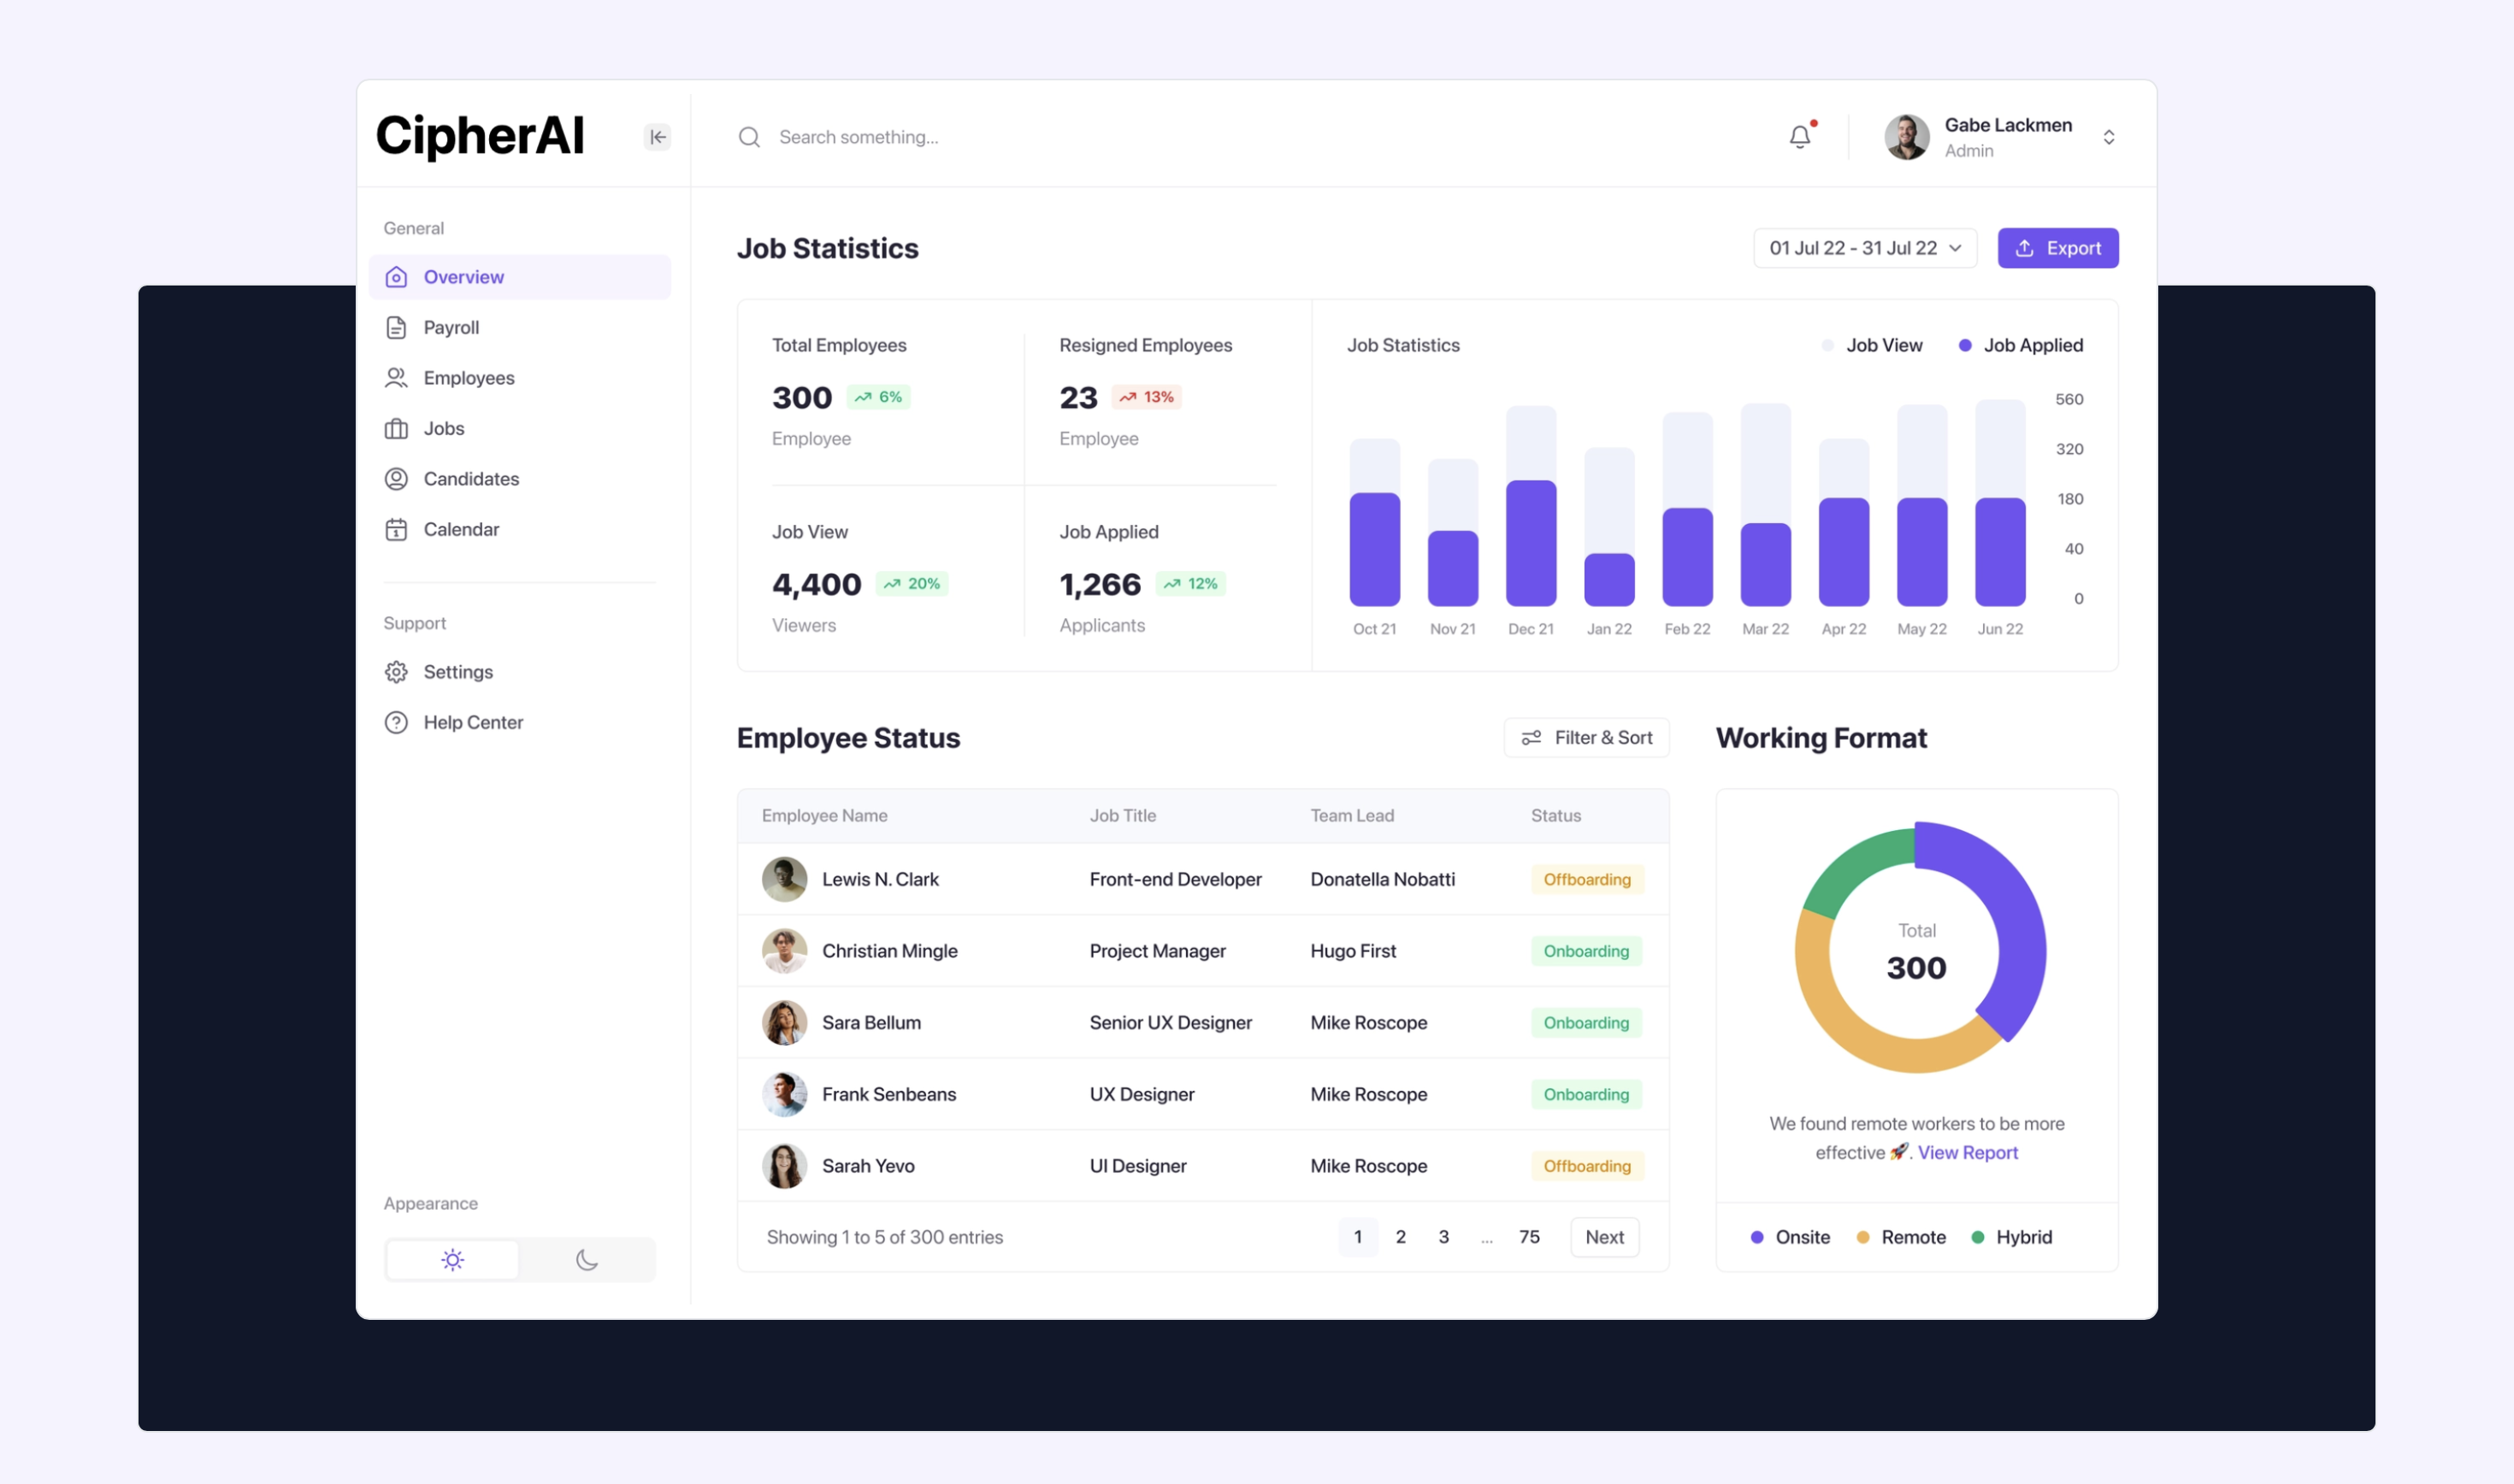 CipherAI
Search something...
Gabe Lackmen
Admin
General
Overview
Payroll
Employees
Jobs
Candidates
Calendar
Support
Settings
Help Center
Appearance
Job Statistics
01 Jul 22 - 31 Jul 22
Export
Total Employees
300 6%
Employee
Resigned Employees
23 13%
Employee
Job View
4,400 20%
Viewers
Job Applied
1,266 12%
Applicants
Job Statistics
Job View
Job Applied
560
320
180
40
0
Oct 21 Nov 21 Dec 21 Jan 22 Feb 22 Mar 22 Apr 22 May 22 Jun 22
Employee Status
Filter & Sort
Employee Name Job Title Team Lead Status
Lewis N. Clark Front-end Developer Donatella Nobatti Offboarding
Christian Mingle Project Manager Hugo First Onboarding
Sara Bellum Senior UX Designer Mike Roscope Onboarding
Frank Senbeans UX Designer Mike Roscope Onboarding
Sarah Yevo UI Designer Mike Roscope Offboarding
Showing 1 to 5 of 300 entries
1 2 3 ... 75 Next
Working Format
Total
300
We found remote workers to be more
effective 🚀. View Report
Onsite Remote Hybrid